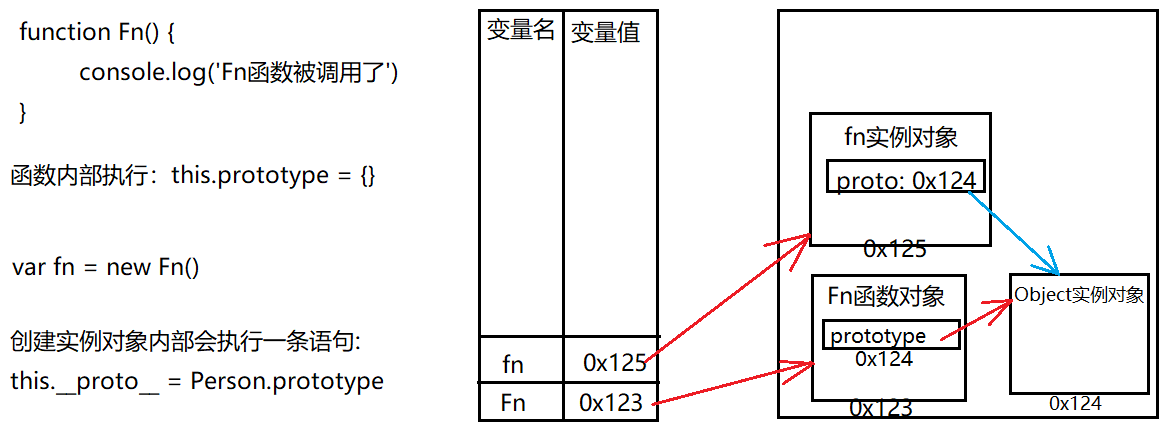 function Fn() {
console.log('Fn函数被调用了')
}
函数内部执行：this.prototype = {}
var fn = new Fn()
创建实例对象内部会执行一条语句:
this.__proto__ = Person.prototype
变量名 变量值
fn 0x125
Fn 0x123
fn实例对象
proto: 0x124
0x125
Fn函数对象
prototype
0x124
0x123
Object实例对象
0x124